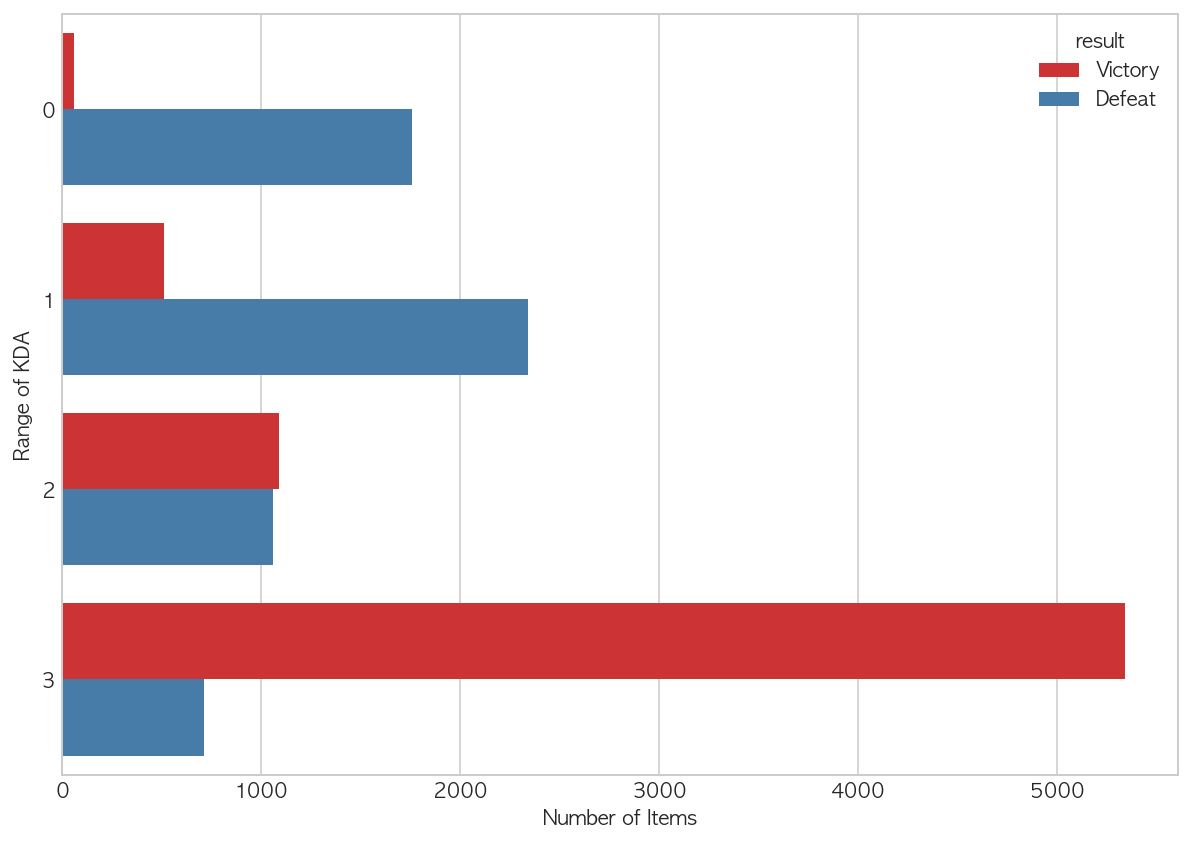 result
Victory
Defeat
Range of KDA
0
1
2
3
0 1000 2000 3000 4000 5000
Number of Items